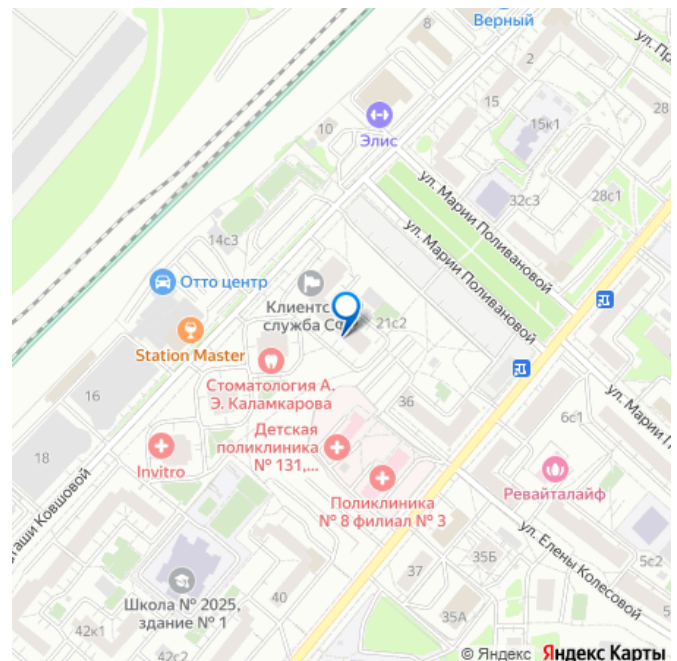 8
Верный
ул. Пр
2
15
28
15к1
10
Элис
ул. Марии Поливановой
32с3
28с1
14с3
ул. Марии Поливановой
Отто центр
Клиентс
служба Сф
21с2
Station Master
Стоматология А.
Э. Каламкарова
16
36
ул. Марии П
6с1
Детская
поликлиника
№ 131,...
Invitro
18
Ревайталайф
Поликлиника
№ 8 филиал № 3
таши Ковшовой
ул. Елены Колесовой
35Б
5с2
37
Школа № 2025,
здание № 1
40
5
35А
42к1
42с2
© Яндекс Яндекс Карты